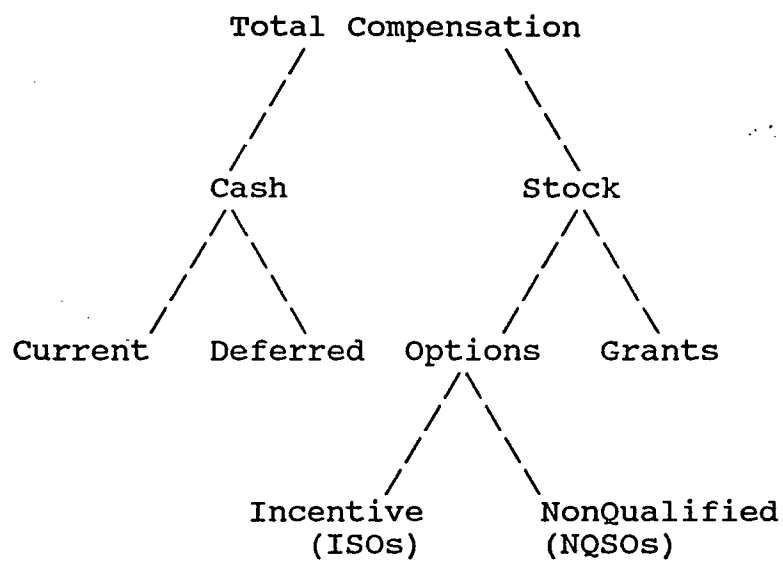 Total Compensation
Cash Stock
Current Deferred Options Grants
Incentive NonQualified
(ISOs) (NQSOs)